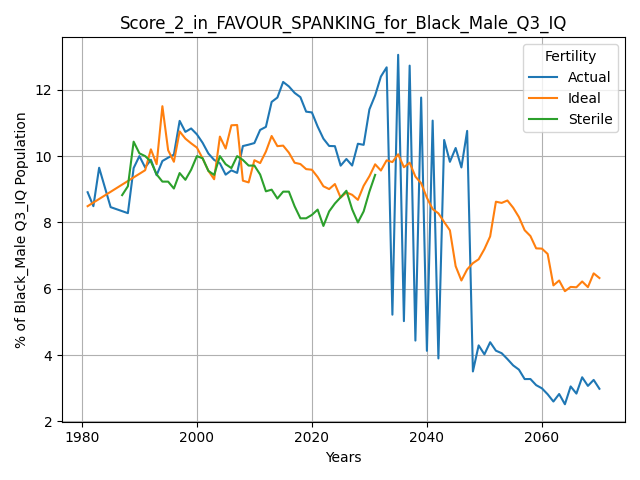 Score_2_in_FAVOUR_SPANKING_for_Black_Male_Q3_IQ
Fertility
Actual
Ideal
Sterile
% of Black_Male Q3_IQ Population
12
10
8
6
4
2
1980
2000
2020
2040
2060
Years